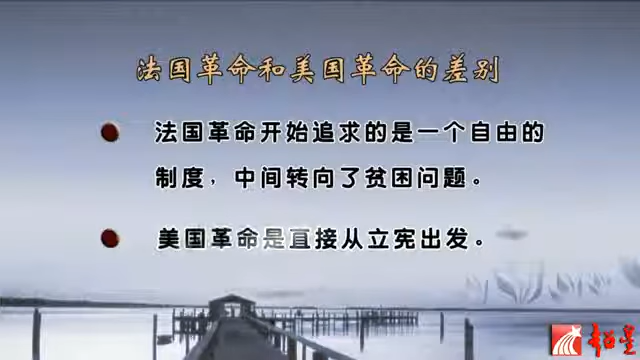 法国革命和美国革命的差别
法国革命开始追求的是一个自由的
制度，中间转向了贫困问题。
美国革命是直接从立宪出发。
超星